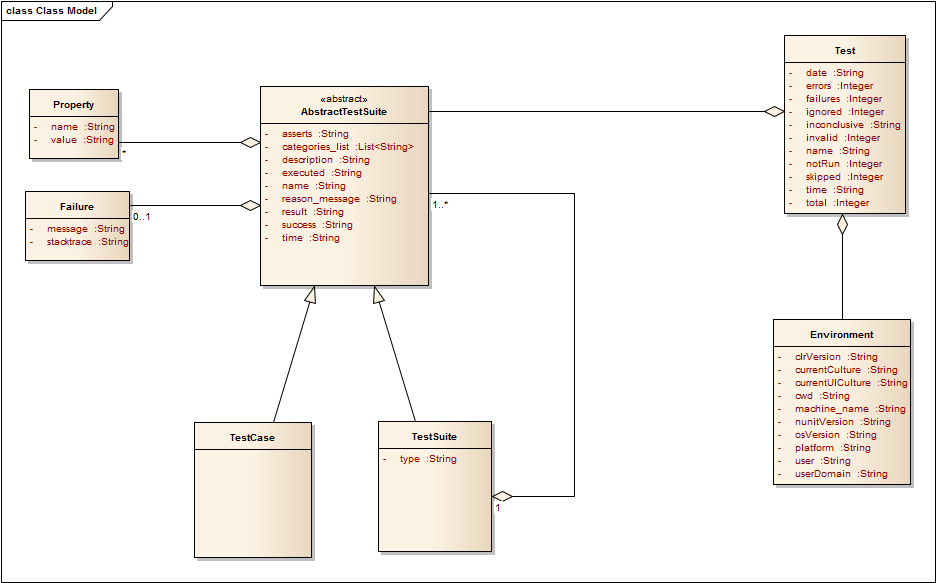 class Class Model
Property
- name :String
- value :String
*
Failure
- message :String
- stacktrace :String
0..1
«abstract»
AbstractTestSuite
- asserts :String
- categories_list :List<String>
- description :String
- executed :String
- name :String
- reason_message :String
- result :String
- success :String
- time :String
1..*
Test
- date :String
- errors :Integer
- failures :Integer
- ignored :Integer
- inconclusive :String
- invalid :Integer
- name :String
- notRun :Integer
- skipped :Integer
- time :String
- total :Integer
TestCase
TestSuite
- type :String
1
Environment
- clrVersion :String
- currentCulture :String
- currentUICulture :String
- cwd :String
- machine_name :String
- nunitVersion :String
- osVersion :String
- platform :String
- user :String
- userDomain :String